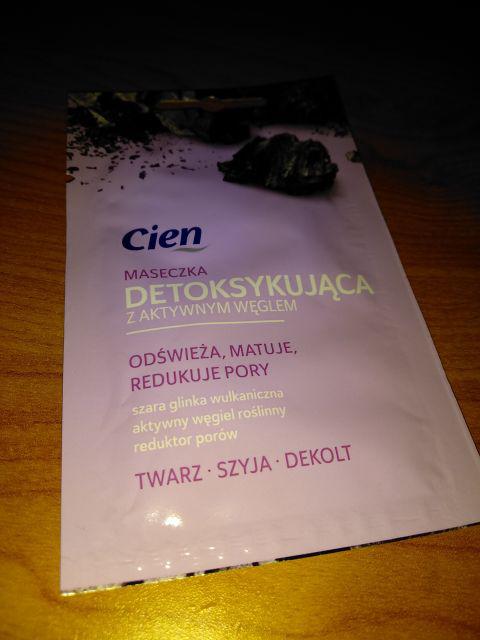 Cien
MASECZKA
DETOKSYKUJĄCA
Z AKTYWNYM WĘGLEM
ODŚWIEŻA, MATUJE,
REDUKUJE PORY
szara glinka wulkaniczna
aktywny węgiel roślinny
reduktor porów
TWARZ · SZYJA · DEKOLT